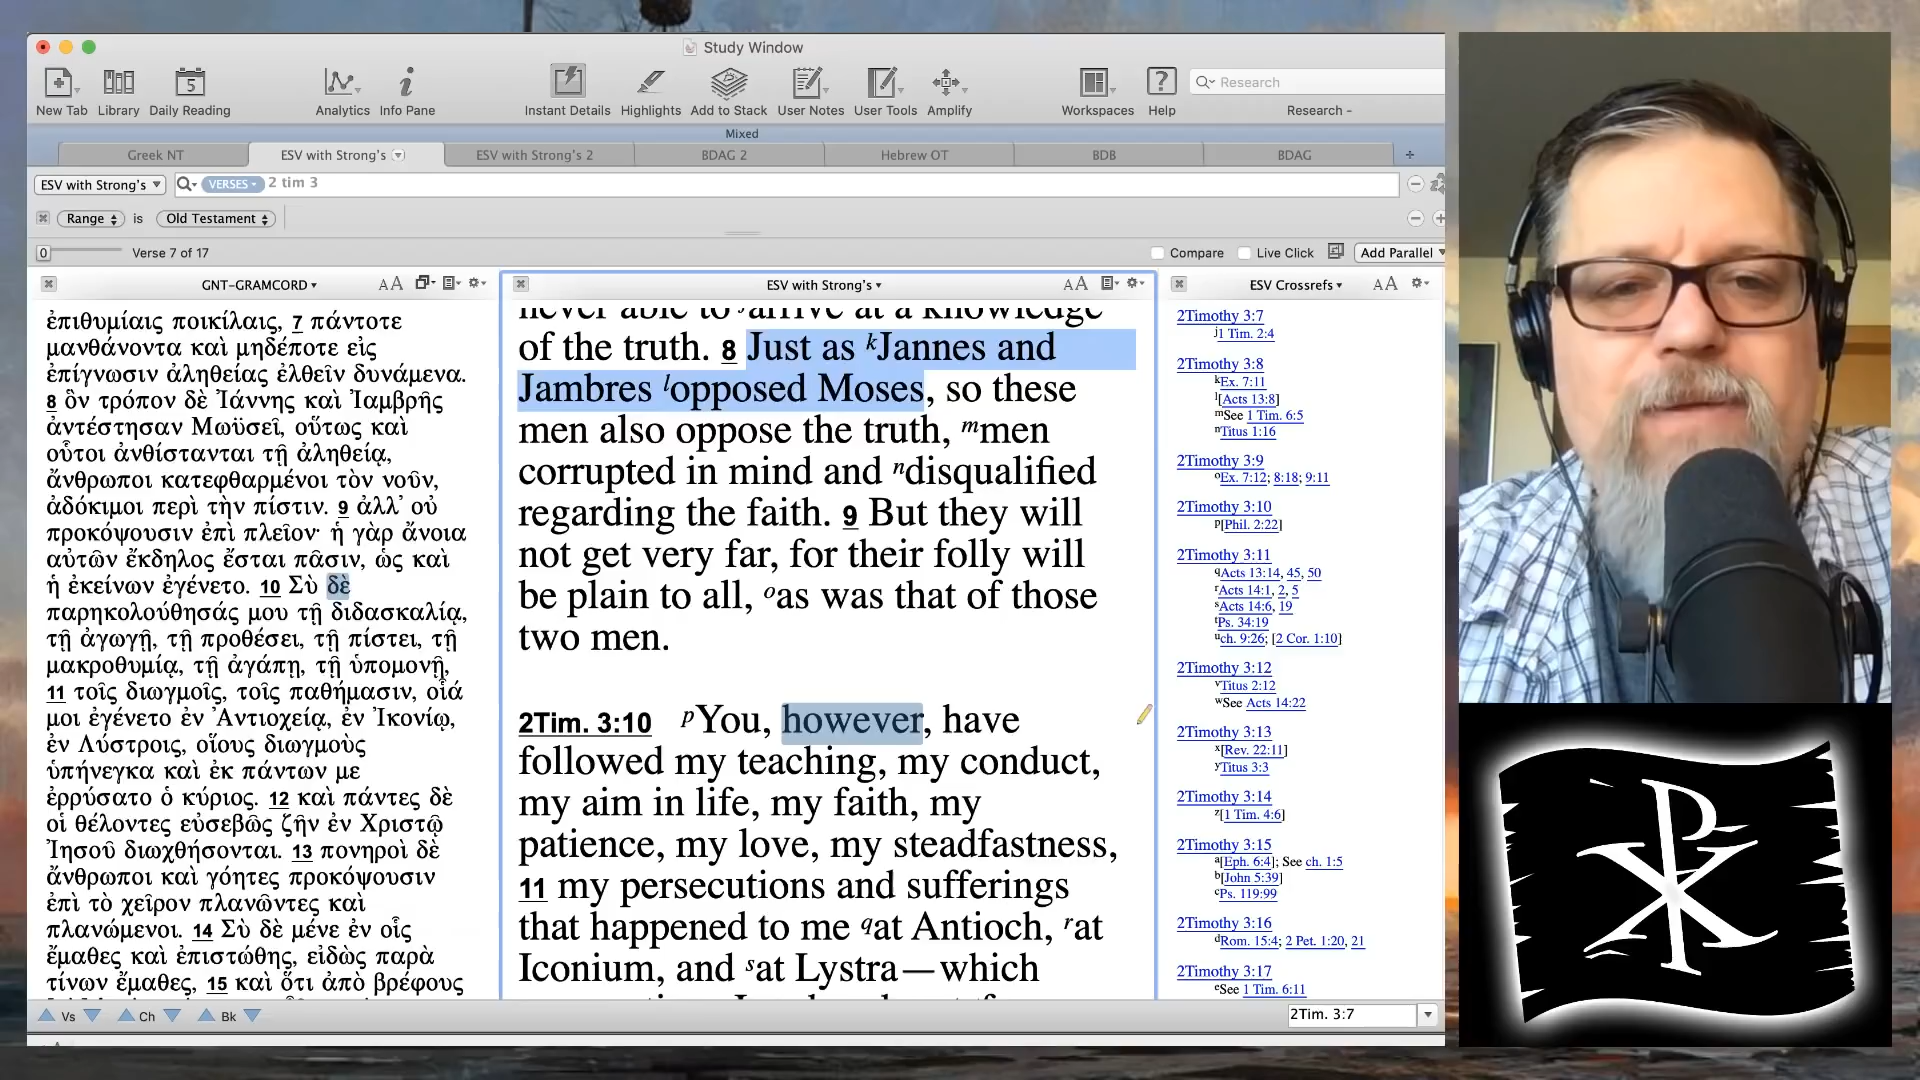 Study Window
New Tab Library Daily Reading Analytics Info Pane Instant Details Highlights Add to Stack User Notes User Tools Amplify Workspaces Help Research
5
?
Research -
Mixed
Greek NT ESV with Strong's ESV with Strong's 2 BDAG 2 Hebrew OT BDB BDAG +
ESV with Strong's VERSES 2 tim 3
Range is Old Testament
0 Verse 7 of 17 Compare Live Click Add Parallel
GNT-GRAMCORD AA
ἐπιθυμίαις ποικίλαις, 7 πάντοτε
μανθάνοντα καὶ μηδέποτε εἰς
ἐπίγνωσιν ἀληθείας ἐλθεῖν δυνάμενα.
8 ὃν τρόπον δὲ Ἰάννης καὶ Ἰαμβρῆς
ἀντέστησαν Μωϋσεῖ, οὕτως καὶ
οὗτοι ἀνθίστανται τῇ ἀληθείᾳ,
ἄνθρωποι κατεφθαρμένοι τὸν νοῦν,
ἀδόκιμοι περὶ τὴν πίστιν. 9 ἀλλ᾽ οὐ
προκόψουσιν ἐπὶ πλεῖον· ἡ γὰρ ἄνοια
αὐτῶν ἔκδηλος ἔσται πᾶσιν, ὡς καὶ
ἡ ἐκείνων ἐγένετο. 10 Σὺ δὲ
παρηκολούθησάς μου τῇ διδασκαλίᾳ,
τῇ ἀγωγῇ, τῇ προθέσει, τῇ πίστει, τῇ
μακροθυμίᾳ, τῇ ἀγάπῃ, τῇ ὑπομονῇ,
11 τοῖς διωγμοῖς, τοῖς παθήμασιν, οἷά
μοι ἐγένετο ἐν Ἀντιοχείᾳ, ἐν Ἰκονίῳ,
ἐν Λύστροις, οἵους διωγμοὺς
ὑπήνεγκα καὶ ἐκ πάντων με
ἐρρύσατο ὁ κύριος. 12 καὶ πάντες δὲ
οἱ θέλοντες εὐσεβῶς ζῆν ἐν Χριστῷ
Ἰησοῦ διωχθήσονται. 13 πονηροὶ δὲ
ἄνθρωποι καὶ γόητες προκόψουσιν
ἐπὶ τὸ χεῖρον πλανῶντες καὶ
πλανώμενοι. 14 Σὺ δὲ μένε ἐν οἷς
ἔμαθες καὶ ἐπιστώθης, εἰδὼς παρὰ
τίνων ἔμαθες, 15 καὶ ὅτι ἀπὸ βρέφους
ESV with Strong's AA
never able to arrive at a knowledge
of the truth. 8 Just as kJannes and
Jambres lopposed Moses, so these
men also oppose the truth, mmen
corrupted in mind and ndisqualified
regarding the faith. 9 But they will
not get very far, for their folly will
be plain to all, oas was that of those
two men.
2Tim. 3:10 pYou, however, have
followed my teaching, my conduct,
my aim in life, my faith, my
patience, my love, my steadfastness,
11 my persecutions and sufferings
that happened to me qat Antioch, rat
Iconium, and sat Lystra—which
ESV Crossrefs AA
2Timothy 3:7
j1 Tim. 2:4
2Timothy 3:8
kEx. 7:11
l[Acts 13:8]
mSee 1 Tim. 6:5
nTitus 1:16
2Timothy 3:9
oEx. 7:12; 8:18; 9:11
2Timothy 3:10
p[Phil. 2:22]
2Timothy 3:11
qActs 13:14, 45, 50
rActs 14:1, 2, 5
sActs 14:6, 19
tPs. 34:19
uch. 9:26; [2 Cor. 1:10]
2Timothy 3:12
vTitus 2:12
wSee Acts 14:22
2Timothy 3:13
x[Rev. 22:11]
yTitus 3:3
2Timothy 3:14
z[1 Tim. 4:6]
2Timothy 3:15
a[Eph. 6:4]; See ch. 1:5
b[John 5:39]
cPs. 119:99
2Timothy 3:16
dRom. 15:4; 2 Pet. 1:20, 21
2Timothy 3:17
eSee 1 Tim. 6:11
Vs Ch Bk 2Tim. 3:7